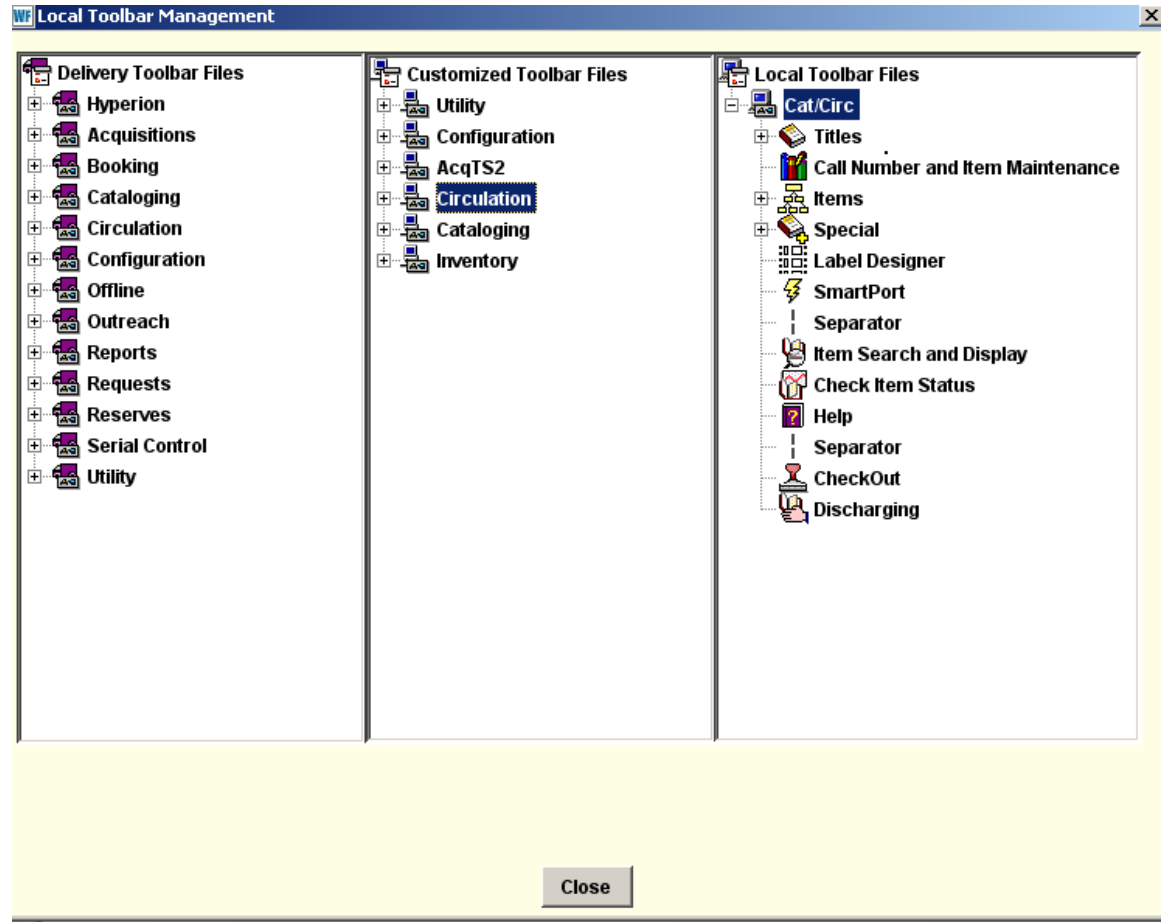 WF Local Toolbar Management
Delivery Toolbar Files
Hyperion
Acquisitions
Booking
Cataloging
Circulation
Configuration
Offline
Outreach
Reports
Requests
Reserves
Serial Control
Utility
Customized Toolbar Files
Utility
Configuration
AcqTS2
Circulation
Cataloging
Inventory
Local Toolbar Files
Cat/Circ
Titles
Call Number and Item Maintenance
Items
Special
Label Designer
SmartPort
Separator
Item Search and Display
Check Item Status
Help
Separator
CheckOut
Discharging
Close